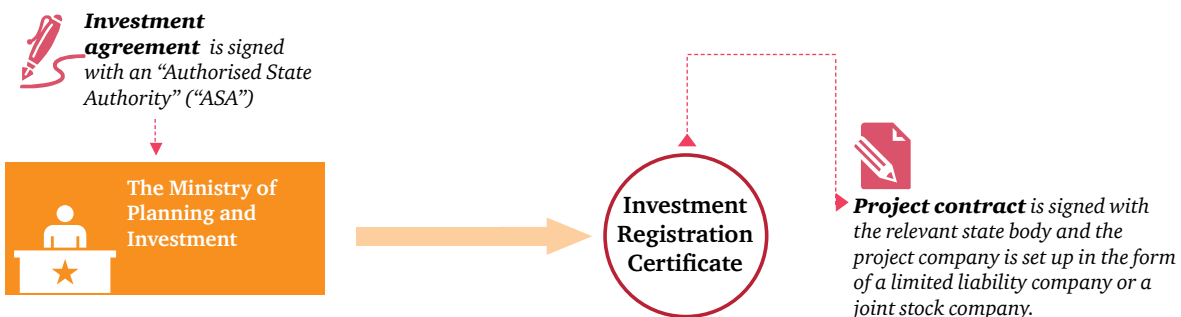 Investment
agreement is signed
with an “Authorised State
Authority” (“ASA”)
The Ministry of
Planning and
Investment
Investment
Registration
Certificate
Project contract is signed with
the relevant state body and the
project company is set up in the form
of a limited liability company or a
joint stock company.